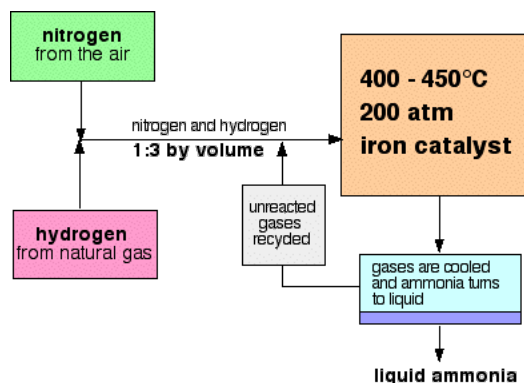 nitrogen
from the air
400 - 450°C
200 atm
iron catalyst
nitrogen and hydrogen
1:3 by volume
unreacted
gases
recycled
hydrogen
from natural gas
gases are cooled
and ammonia turns
to liquid
liquid ammonia